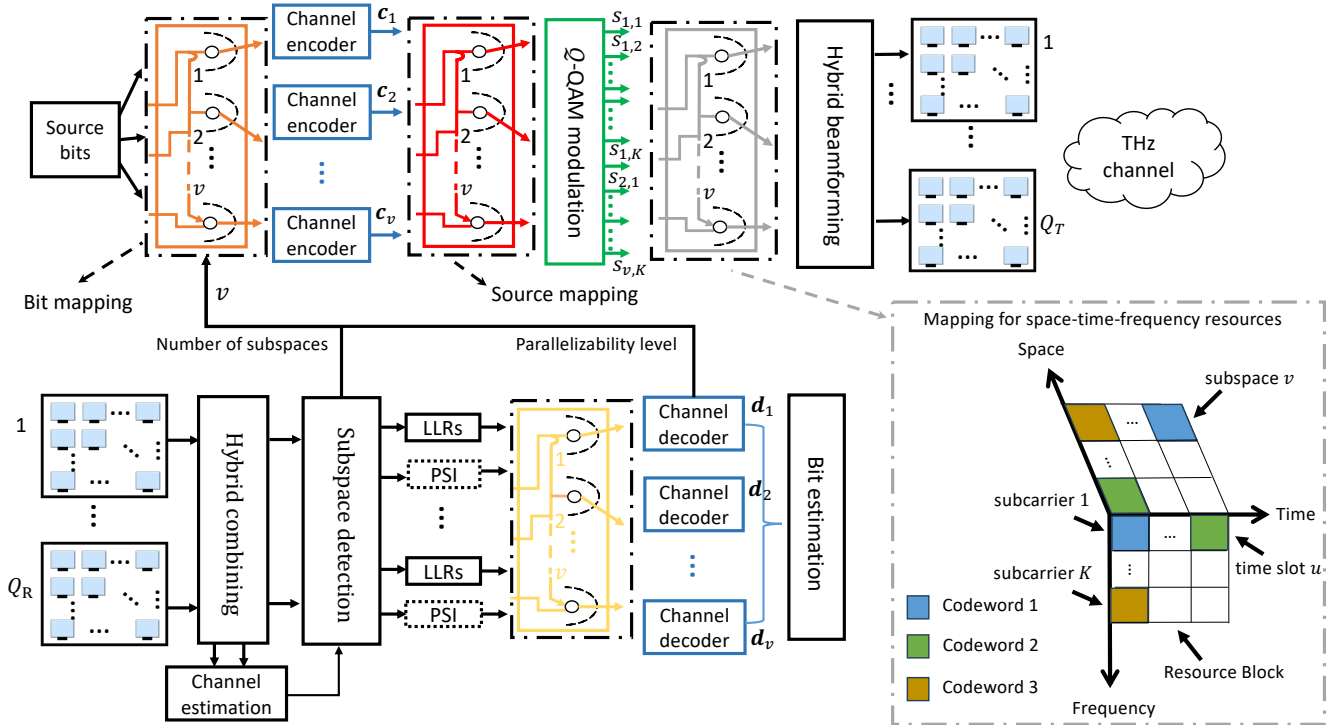 Source
bits
1
2
⋮
v
Channel
encoder
c1
Channel
encoder
c2
Channel
encoder
cv
1
2
v
Q-QAM modulation
s1,1
s1,2
s1,K
s2,1
sv,K
1
2
v
Hybrid beamforming
1
QT
THz
channel
Bit mapping
v
Source mapping
Number of subspaces
Parallelizability level
1
QR
Hybrid combining
Channel
estimation
Subspace detection
LLRs
PSI
LLRs
PSI
1
2
v
Channel
decoder
d1
Channel
decoder
d2
Channel
decoder
dv
Bit estimation
Mapping for space-time-frequency resources
Space
subspace v
subcarrier 1
Time
time slot u
subcarrier K
Codeword 1
Codeword 2
Codeword 3
Resource Block
Frequency